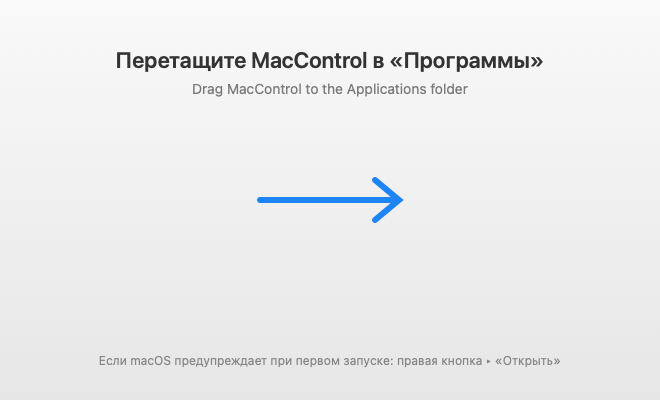 Перетащите MacControl в «Программы»
Drag MacControl to the Applications folder
Если macOS предупреждает при первом запуске: правая кнопка ‣ «Открыть»